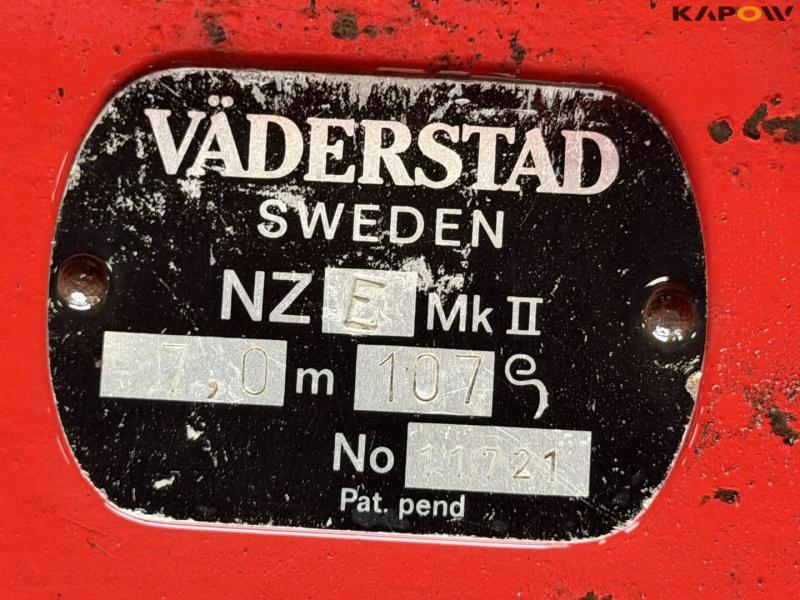 KAPOW
VÄDERSTAD
SWEDEN
NZ E Mk II
7,0 m 107
No 11721
Pat. pend